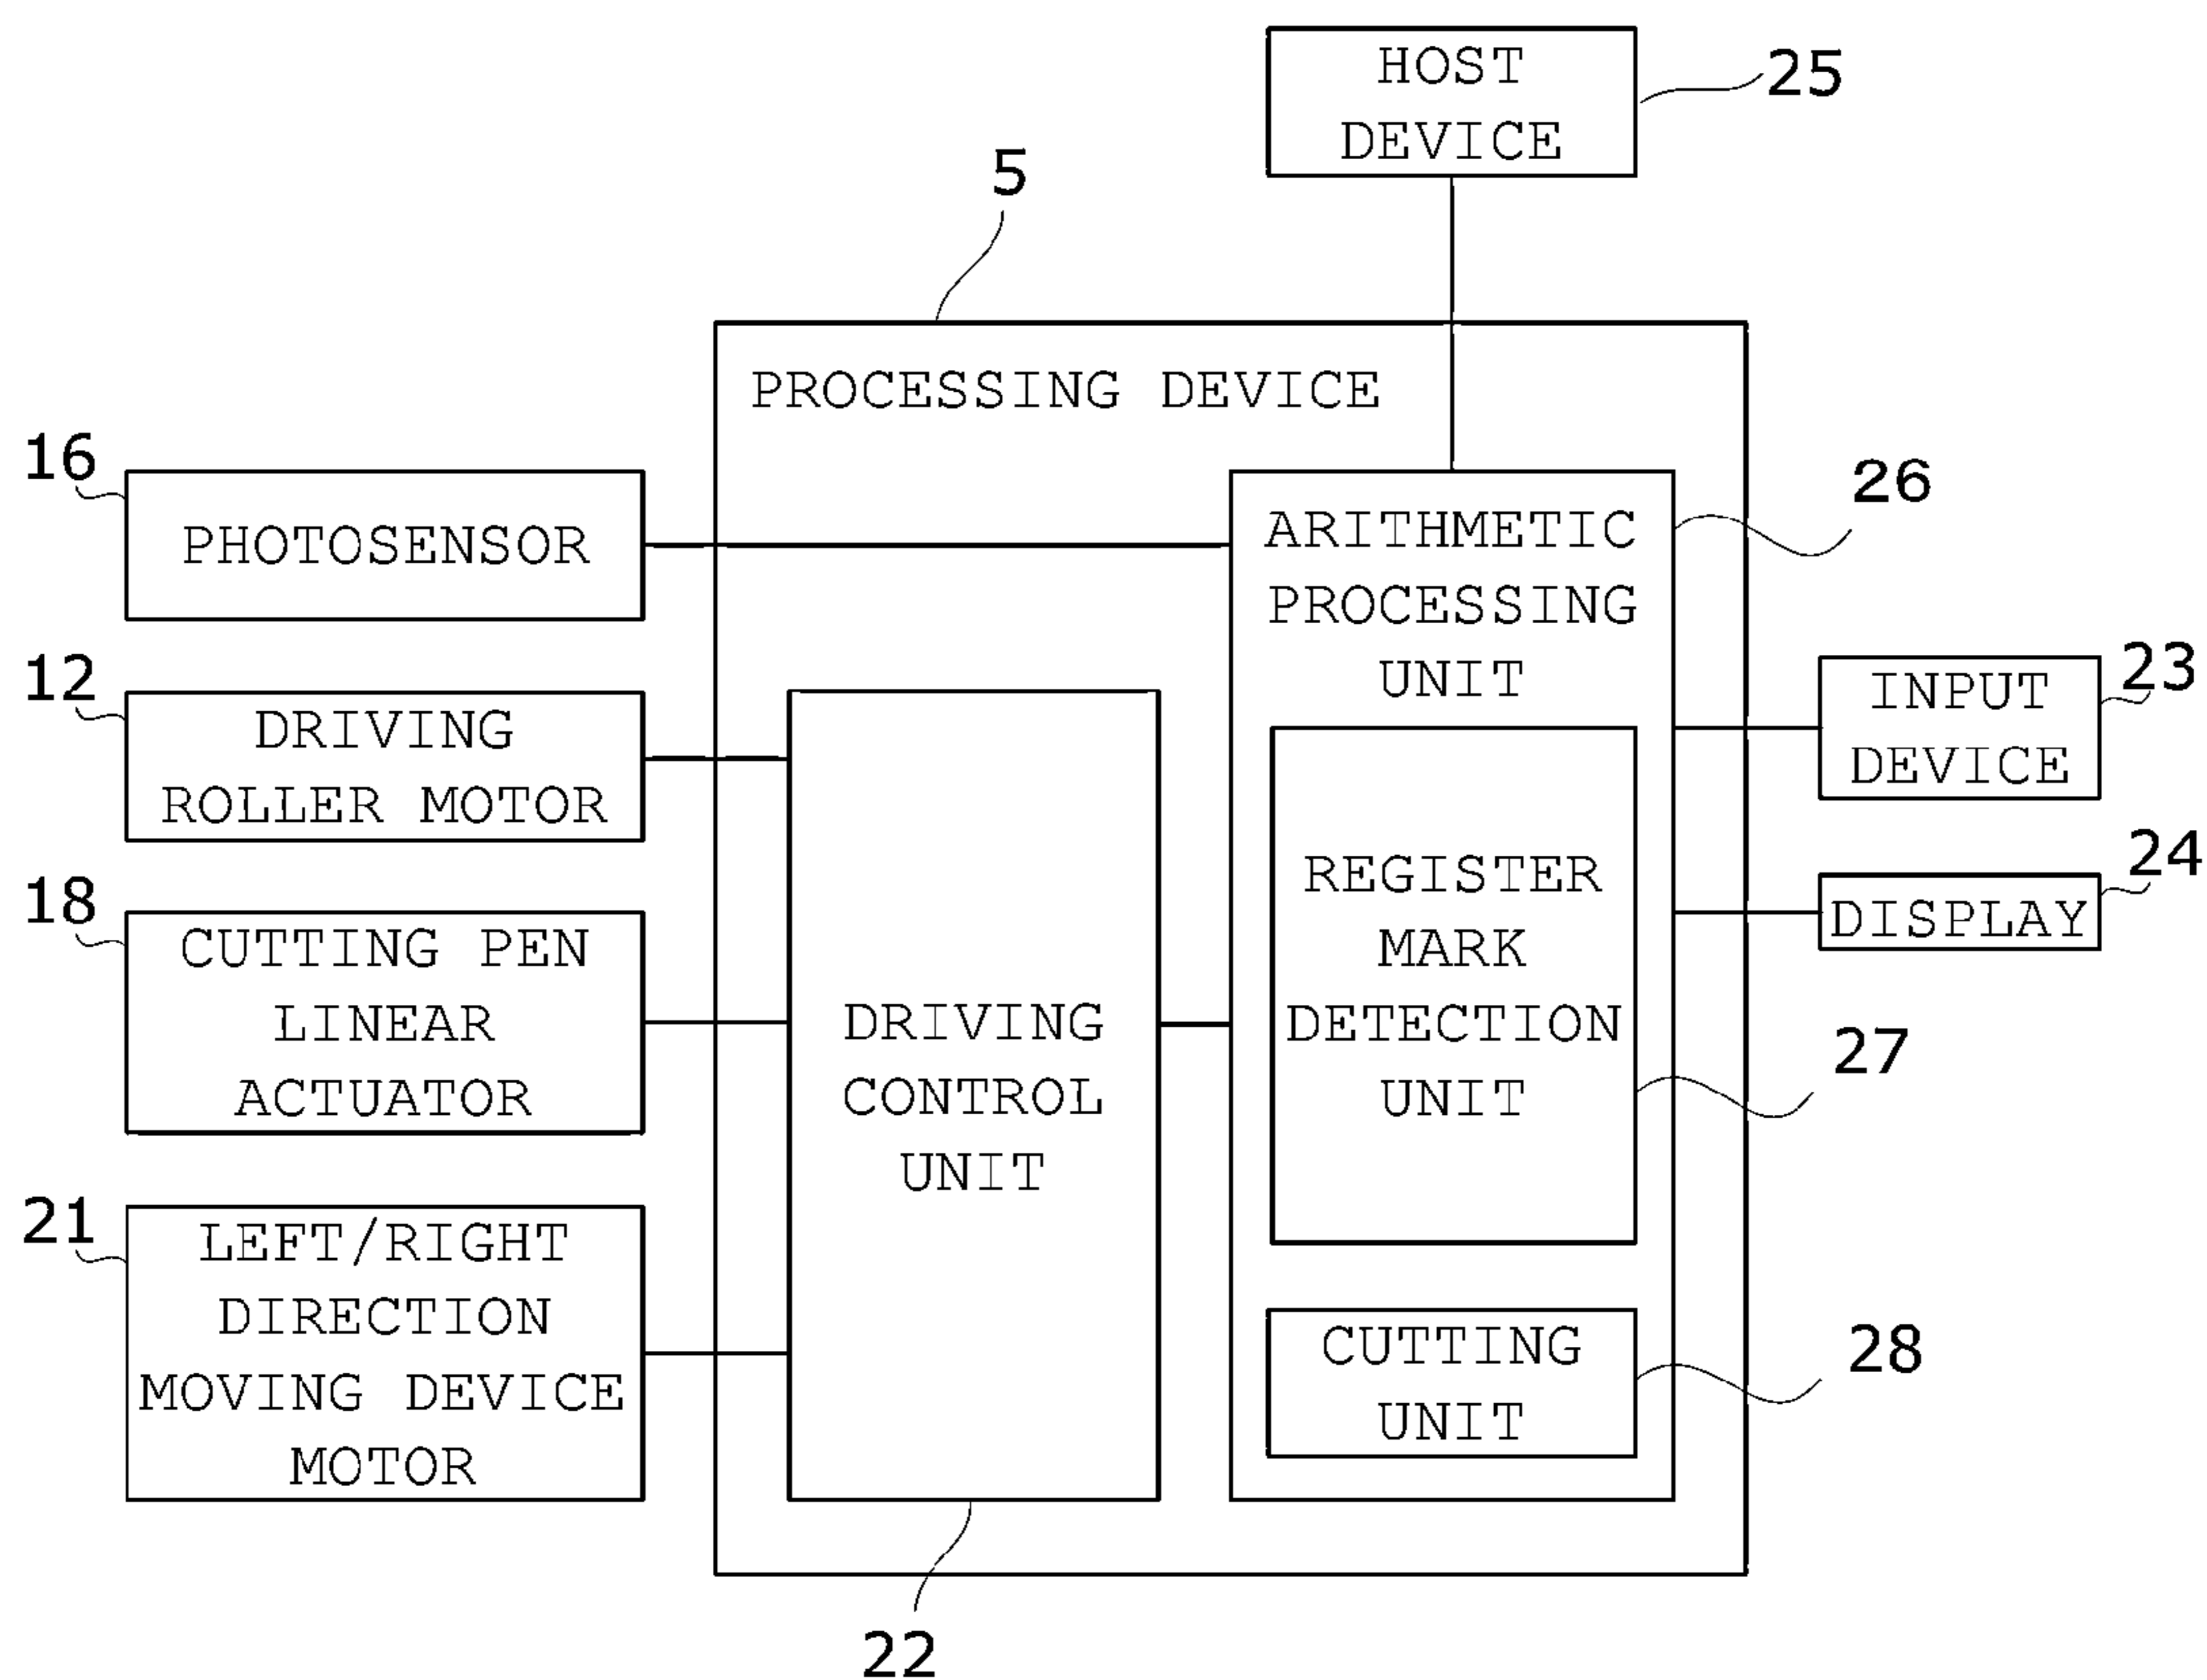 HOST
DEVICE
25
5
PROCESSING DEVICE
16
PHOTOSENSOR
26
ARITHMETIC
PROCESSING
UNIT
12
DRIVING
ROLLER MOTOR
23
INPUT
DEVICE
18
CUTTING PEN
LINEAR
ACTUATOR
24
DISPLAY
REGISTER
MARK
DETECTION
UNIT
27
DRIVING
CONTROL
UNIT
21
LEFT/RIGHT
DIRECTION
MOVING DEVICE
MOTOR
CUTTING
UNIT
28
22